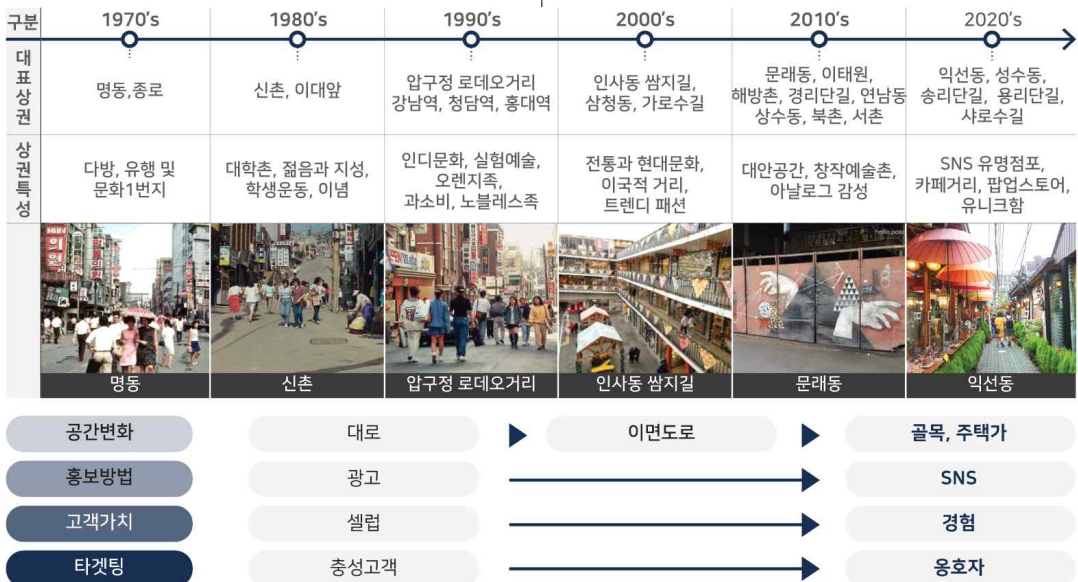 구분 1970's 1980's 1990's 2000's 2010's 2020's
대표상권
명동,종로
신촌, 이대앞
압구정 로데오거리
강남역, 청담역, 홍대역
인사동 쌈지길,
삼청동, 가로수길
문래동, 이태원,
해방촌, 경리단길, 연남동
상수동, 북촌, 서촌
익선동, 성수동,
송리단길, 용리단길,
샤로수길
상권특성
다방, 유행 및
문화1번지
대학촌, 젊음과 지성,
학생운동, 이념
인디문화, 실험예술,
오렌지족,
과소비, 노블레스족
전통과 현대문화,
이국적 거리,
트렌디 패션
대안공간, 창작예술촌,
아날로그 감성
SNS 유명점포,
카페거리, 팝업스토어,
유니크함
명동 신촌 압구정 로데오거리 인사동 쌈지길 문래동 익선동
공간변화 대로 이면도로 골목, 주택가
홍보방법 광고 SNS
고객가치 셀럽 경험
타겟팅 충성고객 옹호자